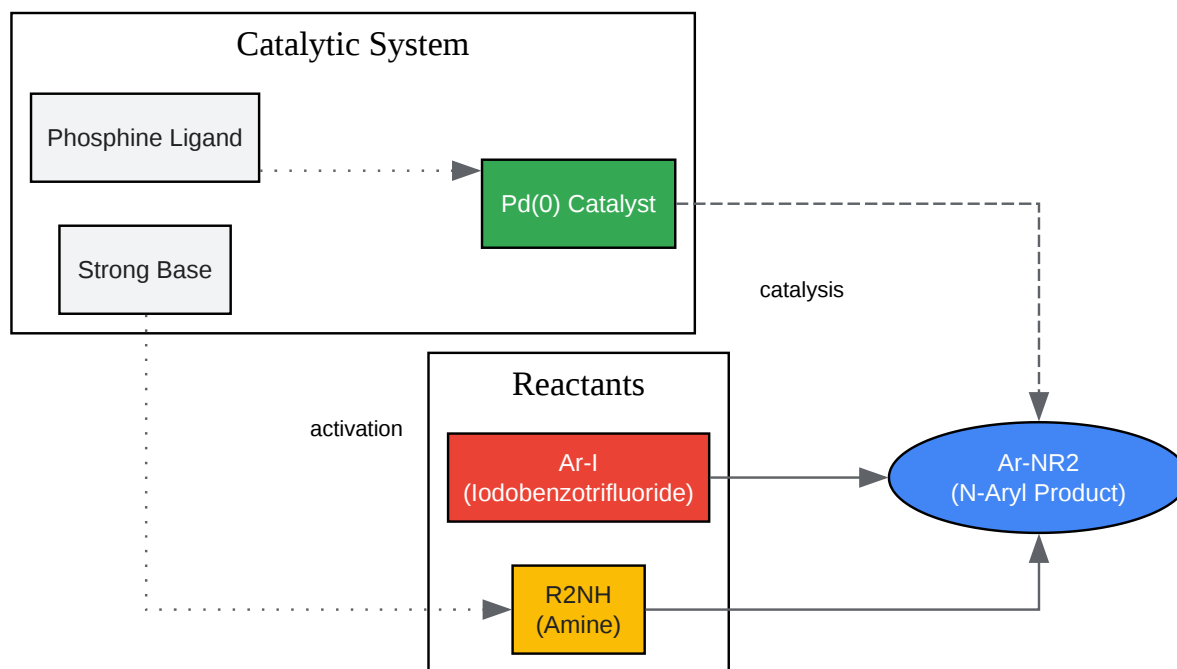 Catalytic System
Phosphine Ligand
Pd(0) Catalyst
Strong Base
catalysis
Reactants
activation
Ar-I
(Iodobenzotrifluoride)
Ar-NR2
(N-Aryl Product)
R2NH
(Amine)